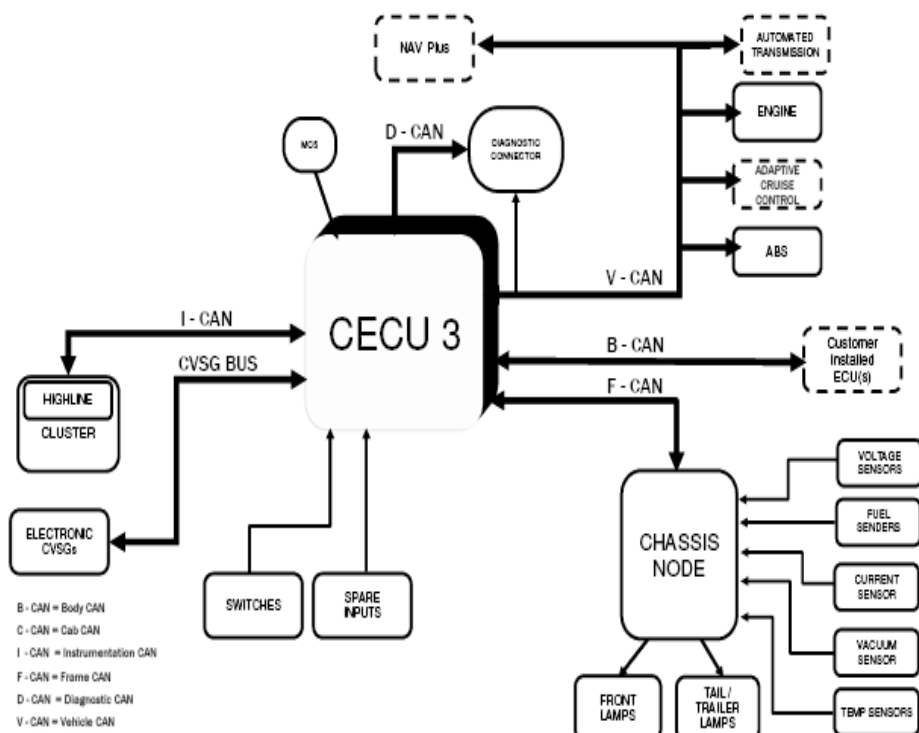 NAV Plus
AUTOMATED
TRANSMISSION
ENGINE
D - CAN
DIAGNOSTIC
CONNECTOR
MCS
ADAPTIVE
CRUISE
CONTROL
ABS
V - CAN
I - CAN
CECU 3
B - CAN
Customer
Installed
ECU(s)
CVSG BUS
F - CAN
HIGHLINE
CLUSTER
VOLTAGE
SENSORS
FUEL
SENDERS
ELECTRONIC
CVSGs
CHASSIS
NODE
CURRENT
SENSOR
SWITCHES
SPARE
INPUTS
VACUUM
SENSOR
B - CAN = Body CAN
C - CAN = Cab CAN
I - CAN = Instrumentation CAN
F - CAN = Frame CAN
D - CAN = Diagnostic CAN
V - CAN = Vehicle CAN
FRONT
LAMPS
TAIL /
TRAILER
LAMPS
TEMP SENSORS